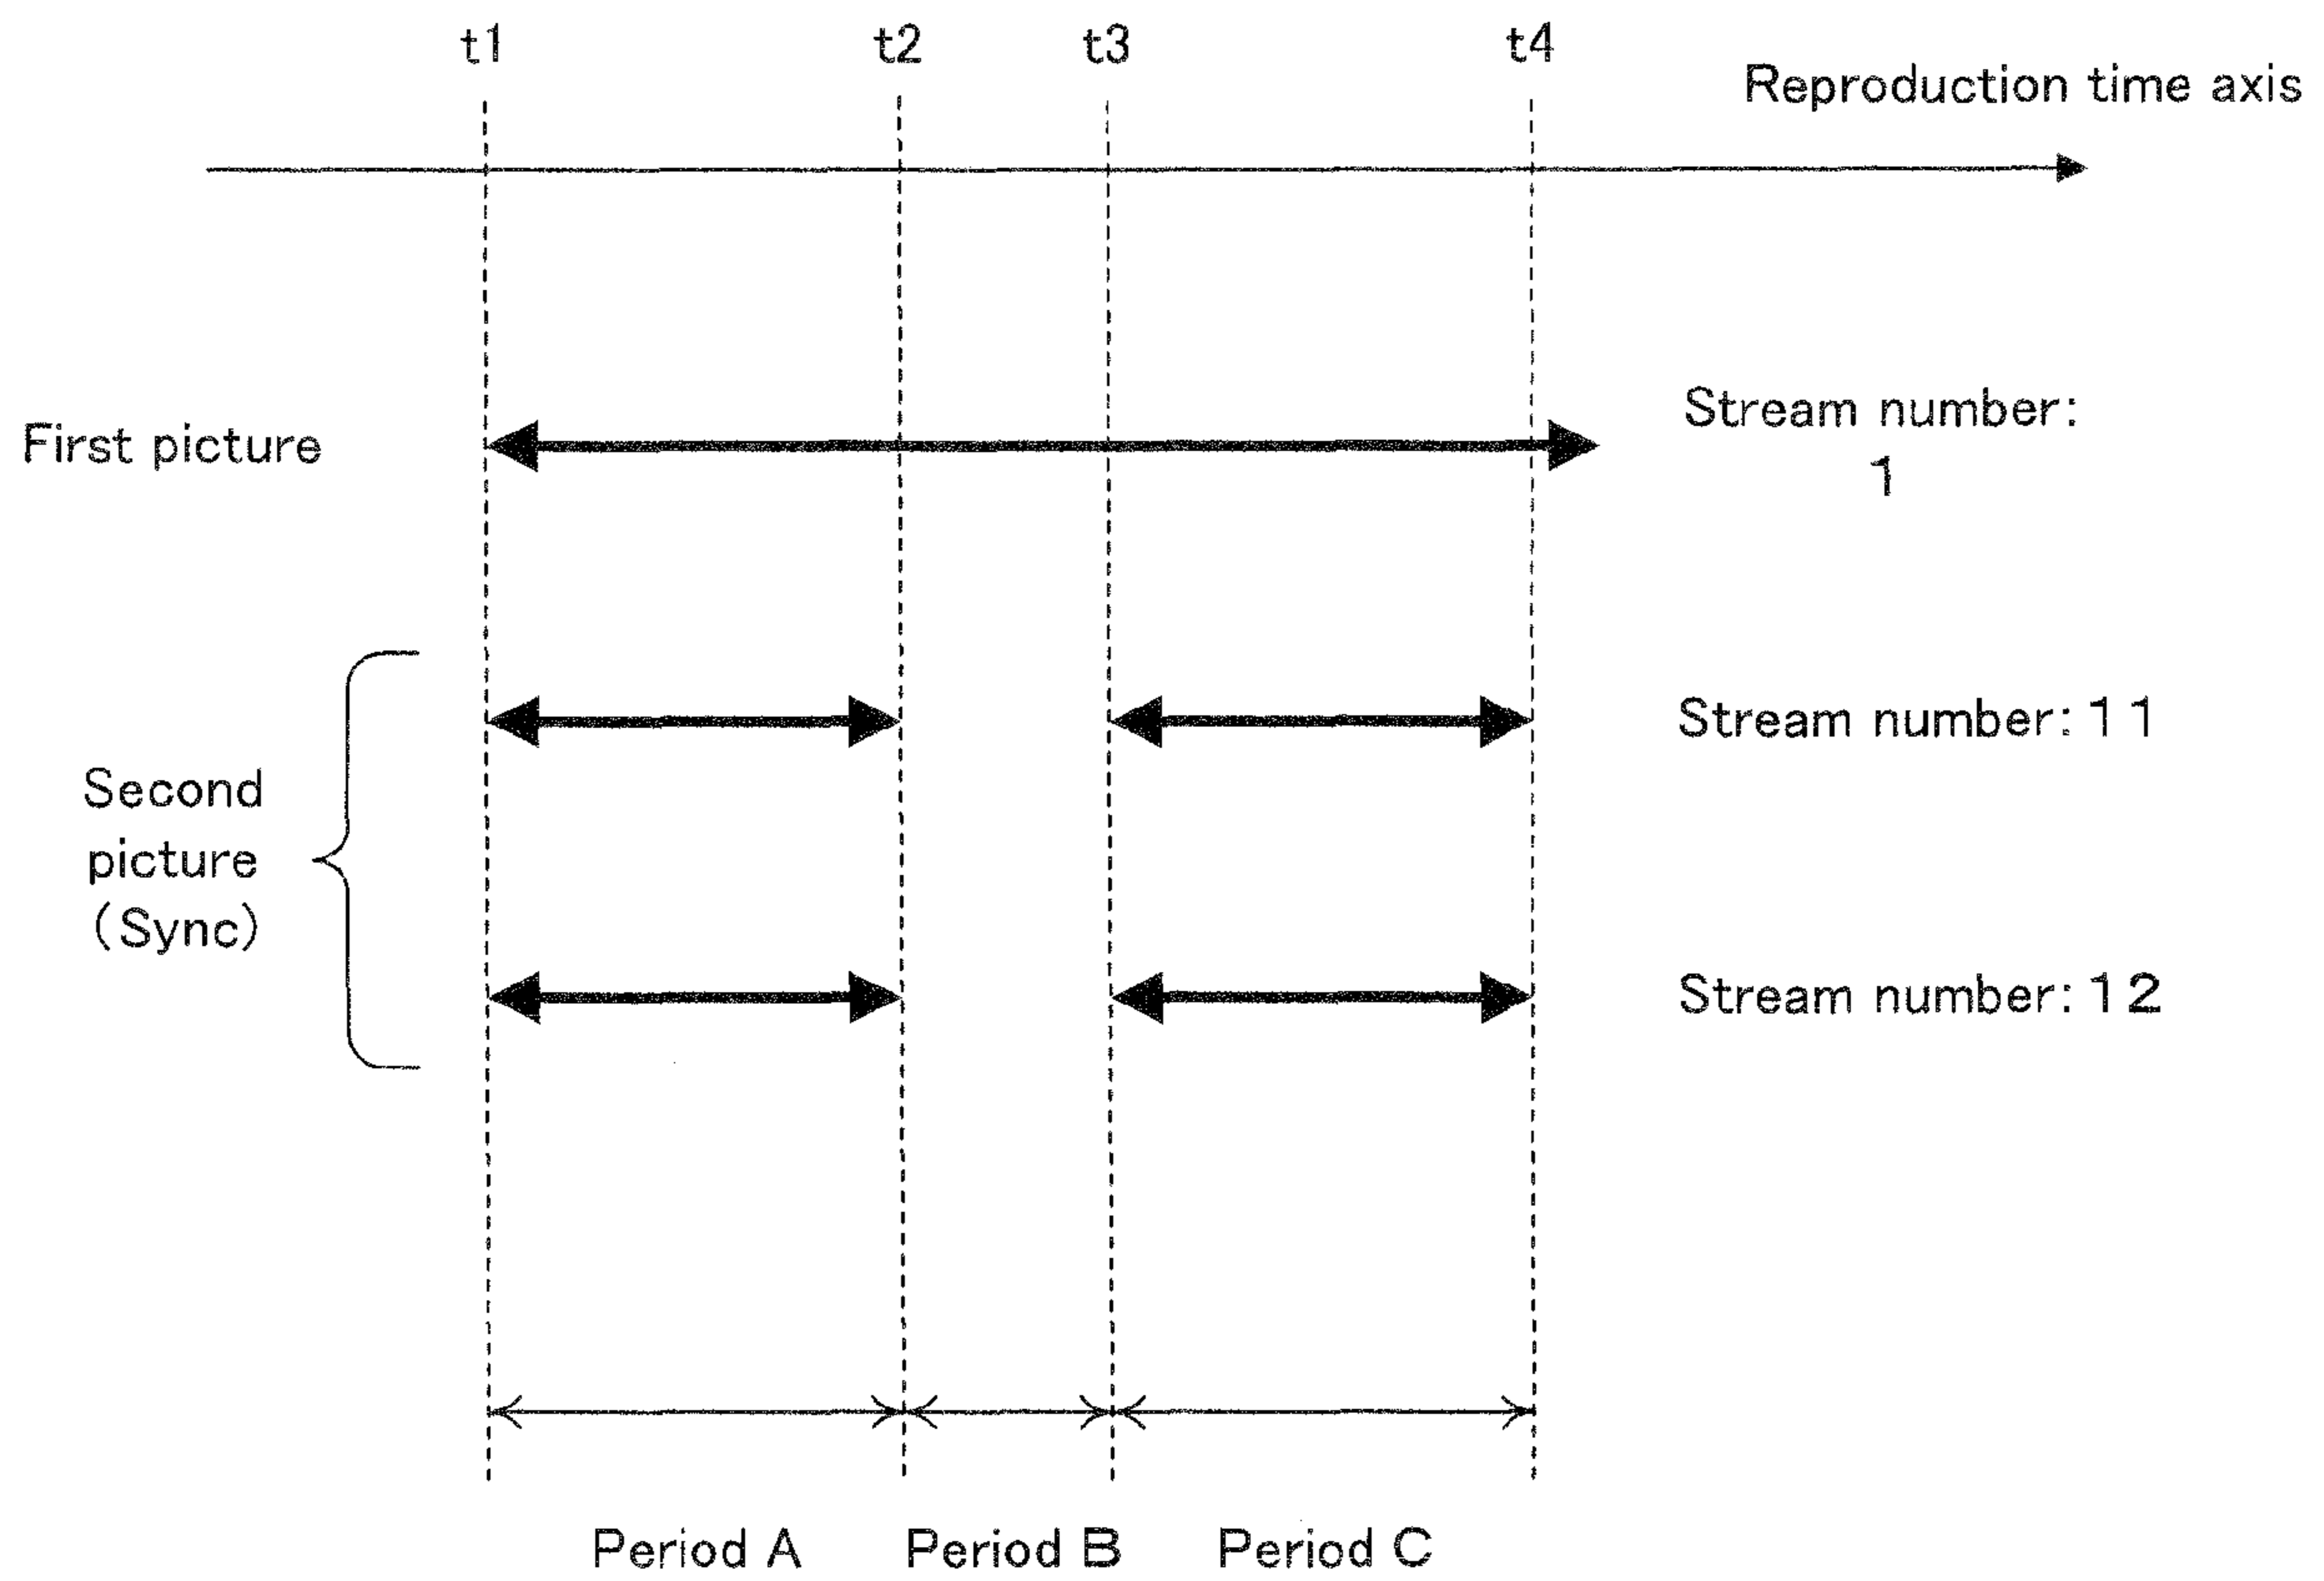 t1 t2 t3 t4
Reproduction time axis
First picture
Stream number:
1
Stream number: 11
Second
picture
(Sync)
Stream number: 12
Period A Period B Period C